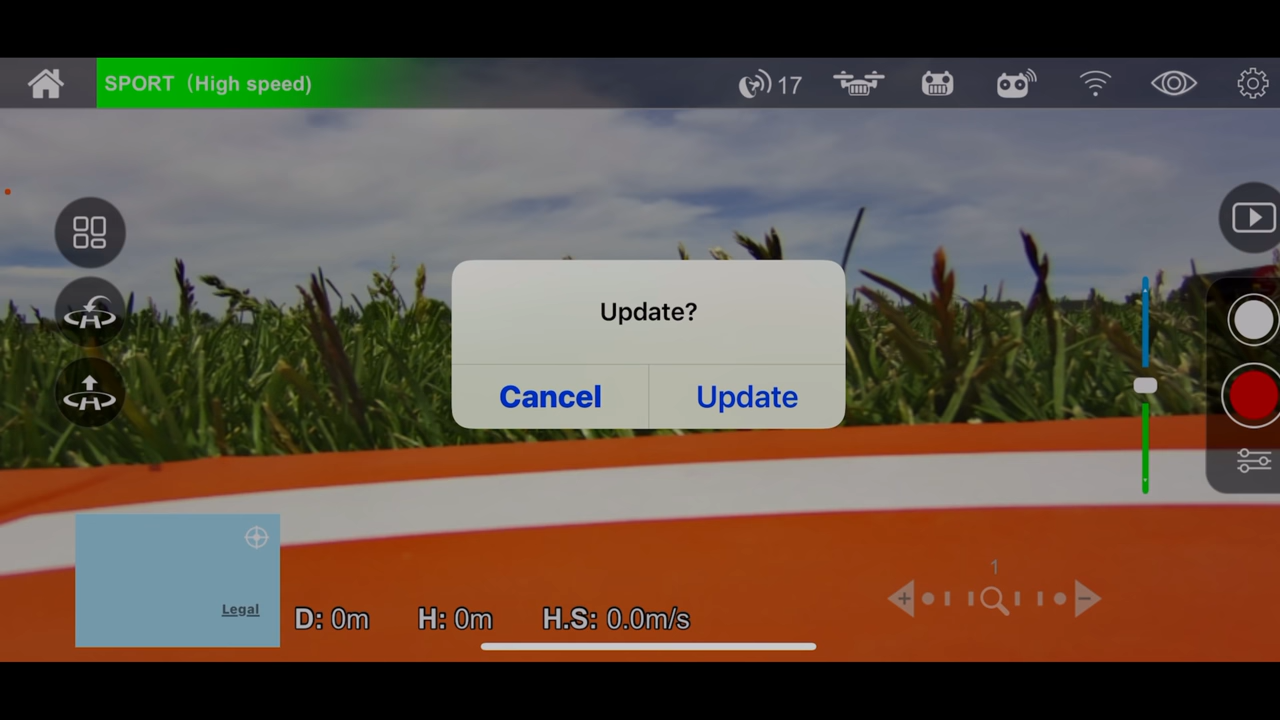 SPORT（High speed)
17
Update?
Cancel
Update
1
Legal
D: 0m
H: 0m
H.S: 0.0m/s